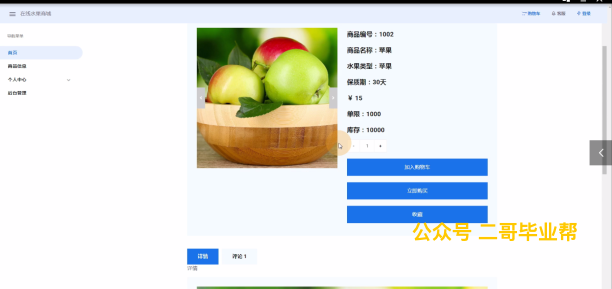 在线水果商城
购物车
客服
登录
导航菜单
首页
商品信息
个人中心
后台管理
商品编号：1002
商品名称：苹果
水果类型：苹果
保质期：30天
￥ 15
单限：1000
库存：10000
- 1 +
加入购物车
立即购买
收藏
公众号 二哥毕业帮
详情
评论 1
详情